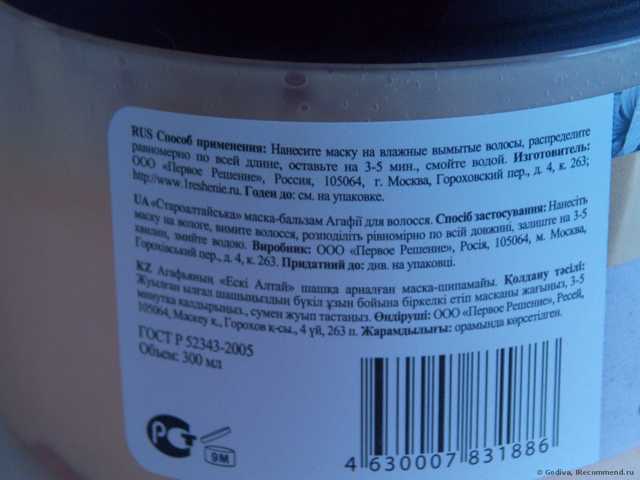 RUS Способ применения: Нанесите маску на влажные вымытые волосы, распределите
равномерно по всей длине, оставьте на 3-5 мин., смойте водой. Изготовитель:
ООО «Первое Решение», Россия, 105064, г. Москва, Гороховский пер., д. 4, к. 263;
http://www.1reshenie.ru. Годен до: см. на упаковке.
UA «Староалтайська» маска-бальзам Агафії для волосся. Спосіб застосування: Нанесіть
маску на вологе, вимите волосся, розподіліть рівномірно по всій довжині, залиште на 3-5
хвилин, змийте водою. Виробник: ООО «Первое Решение», Росія, 105064, м. Москва,
Гороховський пер., д. 4, к. 263. Придатний до: див. на упаковці.
KZ Агафьяның «Ескі Алтай» шашқа арналған маска-шипамайы. Қолдану тәсілі:
Жуылған ылғал шашыңыздың бүкіл ұзын бойына біркелкі етіп масканы жағыңыз, 3-5
минутка калдырыңыз., сумен жуып тастаңыз. Өндіруші: ООО «Первое Решение», Ресей,
105064, Маскеу к., Горохов к-сы., 4 үй, 263 п. Жарамдылығы: орамында көрсетілген.
ГОСТ Р 52343-2005
Объем: 300 мл
РСТ
9M
4 630007 831886
© Godiva, IRecommend.ru